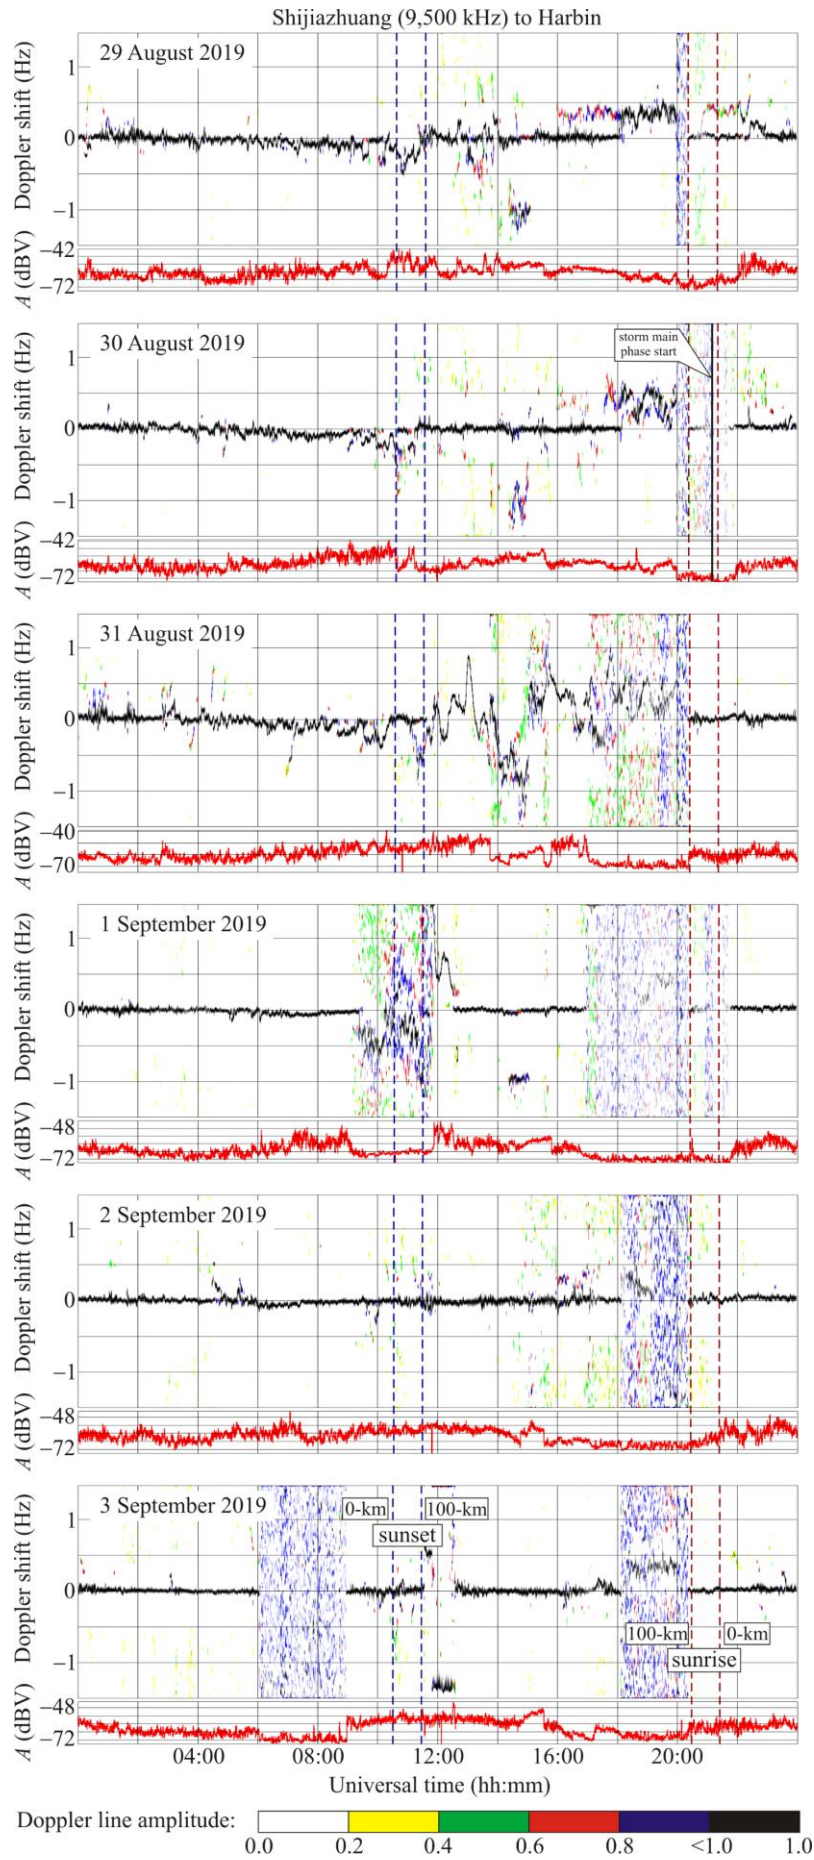 Shijiazhuang (9,500 kHz) to Harbin
29 August 2019
Doppler shift (Hz)
1
0
−1
A (dBV)
−42
−72
30 August 2019
storm main
phase start
Doppler shift (Hz)
1
0
−1
A (dBV)
−42
−72
31 August 2019
Doppler shift (Hz)
1
0
−1
A (dBV)
−40
−70
1 September 2019
Doppler shift (Hz)
1
0
−1
A (dBV)
−48
−72
2 September 2019
Doppler shift (Hz)
1
0
−1
A (dBV)
−48
−72
3 September 2019
0-km
100-km
sunset
Doppler shift (Hz)
1
0
−1
100-km
0-km
sunrise
A (dBV)
−48
−72
04:00 08:00 12:00 16:00 20:00
Universal time (hh:mm)
Doppler line amplitude:
0.0 0.2 0.4 0.6 0.8 <1.0 1.0